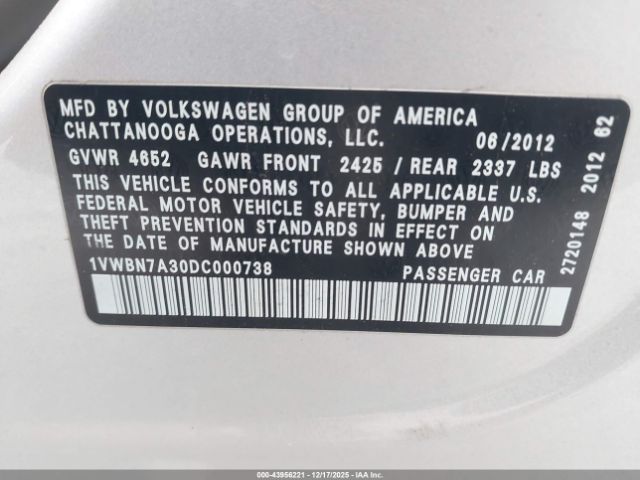 MFD BY VOLKSWAGEN GROUP OF AMERICA
CHATTANOOGA OPERATIONS, LLC. 06/2012
GVWR 4652 GAWR FRONT 2425 / REAR 2337 LBS
THIS VEHICLE CONFORMS TO ALL APPLICABLE U.S.
FEDERAL MOTOR VEHICLE SAFETY, BUMPER AND
THEFT PREVENTION STANDARDS IN EFFECT ON
THE DATE OF MANUFACTURE SHOWN ABOVE
1VWBN7A30DC000738 PASSENGER CAR
2720148 2012 62
000-43956221 - 12/17/2025 - COPART.CA